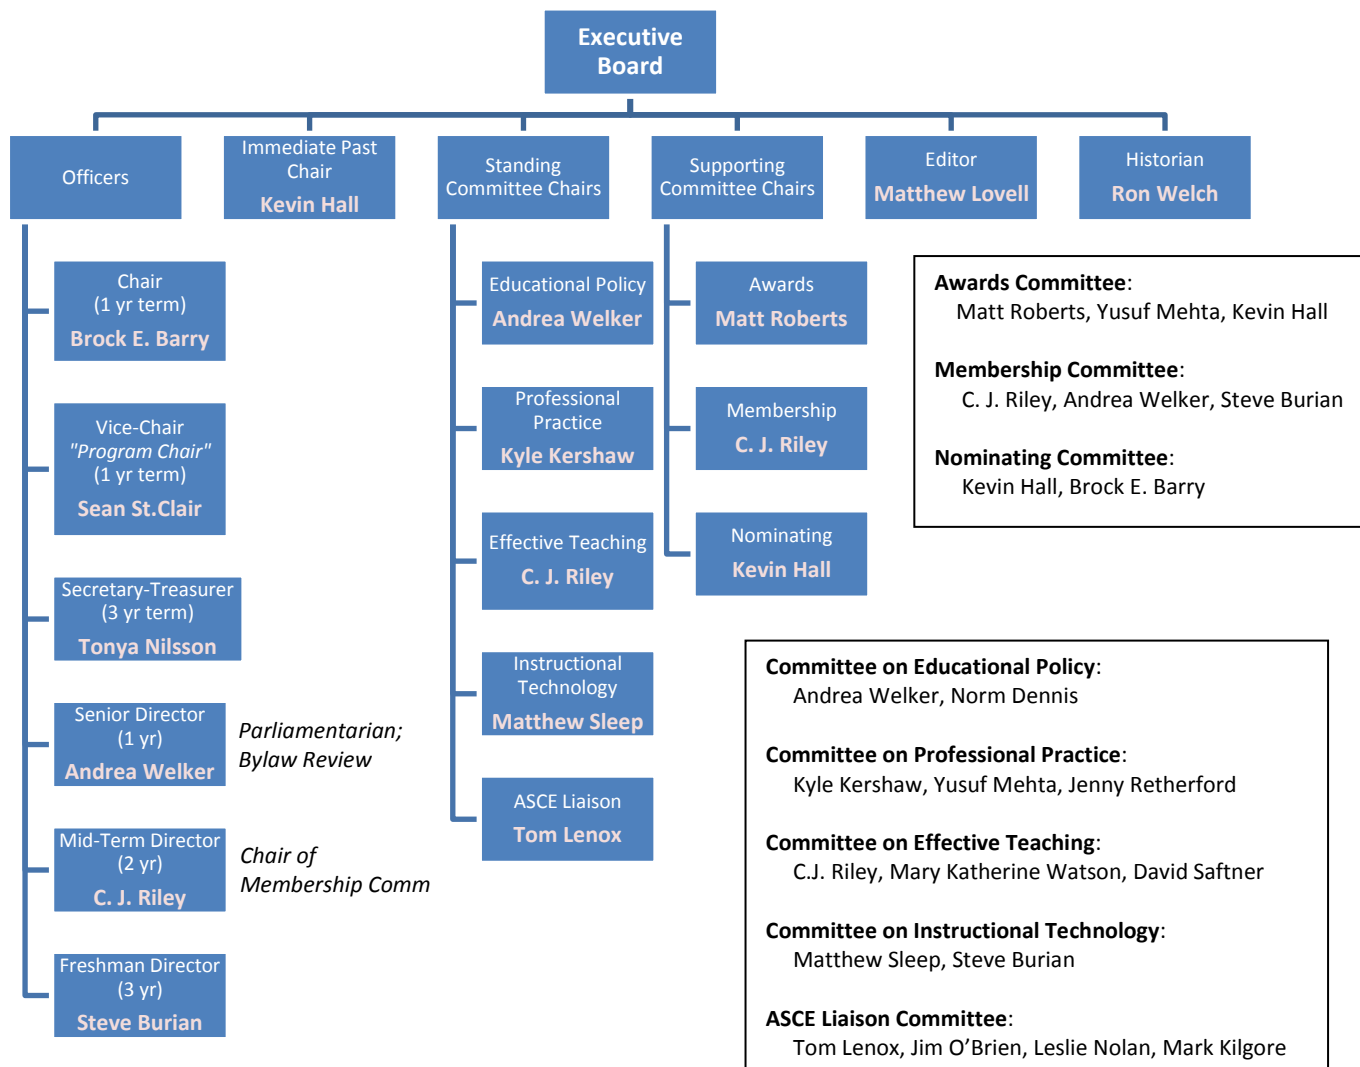 Executive
Board
Officers
Immediate Past
Chair
Kevin Hall
Standing
Committee Chairs
Supporting
Committee Chairs
Editor
Matthew Lovell
Historian
Ron Welch
Chair
(1 yr term)
Brock E. Barry
Vice-Chair
"Program Chair"
(1 yr term)
Sean St.Clair
Secretary-Treasurer
(3 yr term)
Tonya Nilsson
Senior Director
(1 yr)
Andrea Welker
Parliamentarian;
Bylaw Review
Mid-Term Director
(2 yr)
C. J. Riley
Chair of
Membership Comm
Freshman Director
(3 yr)
Steve Burian
Educational Policy
Andrea Welker
Professional
Practice
Kyle Kershaw
Effective Teaching
C. J. Riley
Instructional
Technology
Matthew Sleep
ASCE Liaison
Tom Lenox
Awards
Matt Roberts
Membership
C. J. Riley
Nominating
Kevin Hall
Awards Committee:
Matt Roberts, Yusuf Mehta, Kevin Hall
Membership Committee:
C. J. Riley, Andrea Welker, Steve Burian
Nominating Committee:
Kevin Hall, Brock E. Barry
Committee on Educational Policy:
Andrea Welker, Norm Dennis
Committee on Professional Practice:
Kyle Kershaw, Yusuf Mehta, Jenny Retherford
Committee on Effective Teaching:
C.J. Riley, Mary Katherine Watson, David Saftner
Committee on Instructional Technology:
Matthew Sleep, Steve Burian
ASCE Liaison Committee:
Tom Lenox, Jim O’Brien, Leslie Nolan, Mark Kilgore